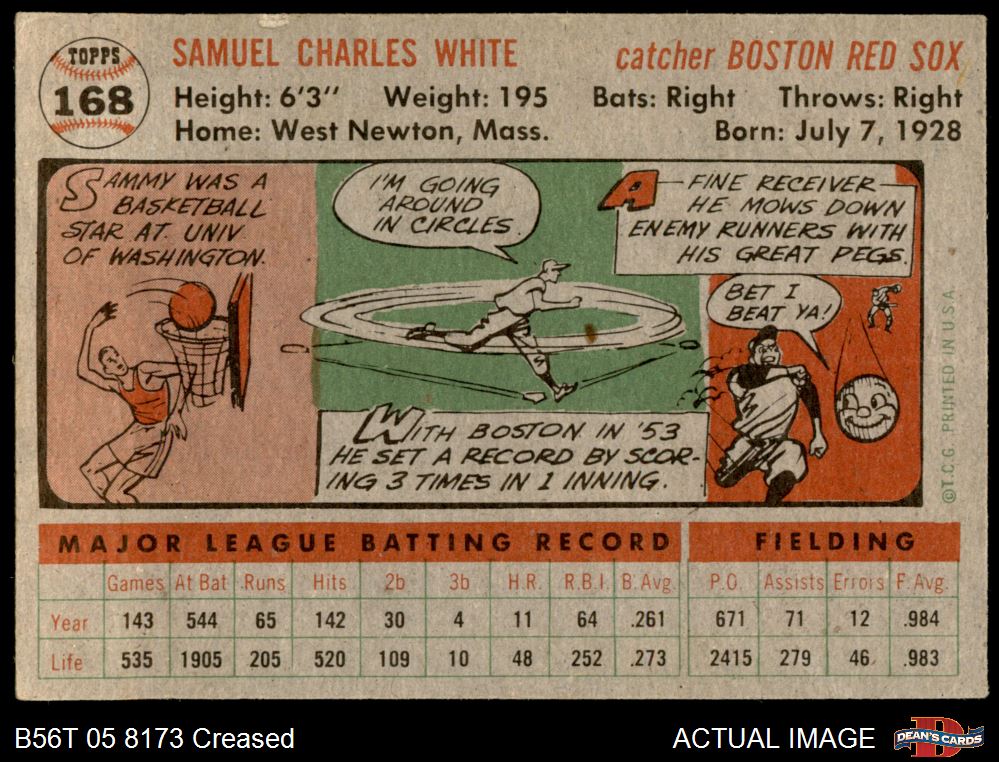 TOPPS
168
SAMUEL CHARLES WHITE
catcher BOSTON RED SOX
Height: 6'3" Weight: 195 Bats: Right Throws: Right
Home: West Newton, Mass. Born: July 7, 1928
SAMMY WAS A
BASKETBALL
STAR AT UNIV
OF WASHINGTON.
I'M GOING
AROUND
IN CIRCLES
WITH BOSTON IN '53
HE SET A RECORD BY SCOR-
ING 3 TIMES IN 1 INNING.
A FINE RECEIVER
HE MOWS DOWN
ENEMY RUNNERS WITH
HIS GREAT PEGS.
BET I
BEAT YA!
©T.C.G. PRINTED IN U.S.A.
MAJOR LEAGUE BATTING RECORD FIELDING
Games At Bat Runs Hits 2b 3b H.R. R.B.I. B. Avg. P.O. Assists Errors F. Avg.
Year 143 544 65 142 30 4 11 64 .261 671 71 12 .984
Life 535 1905 205 520 109 10 48 252 .273 2415 279 46 .983
B56T 05 8173 Creased ACTUAL IMAGE
DEAN'S CARDS